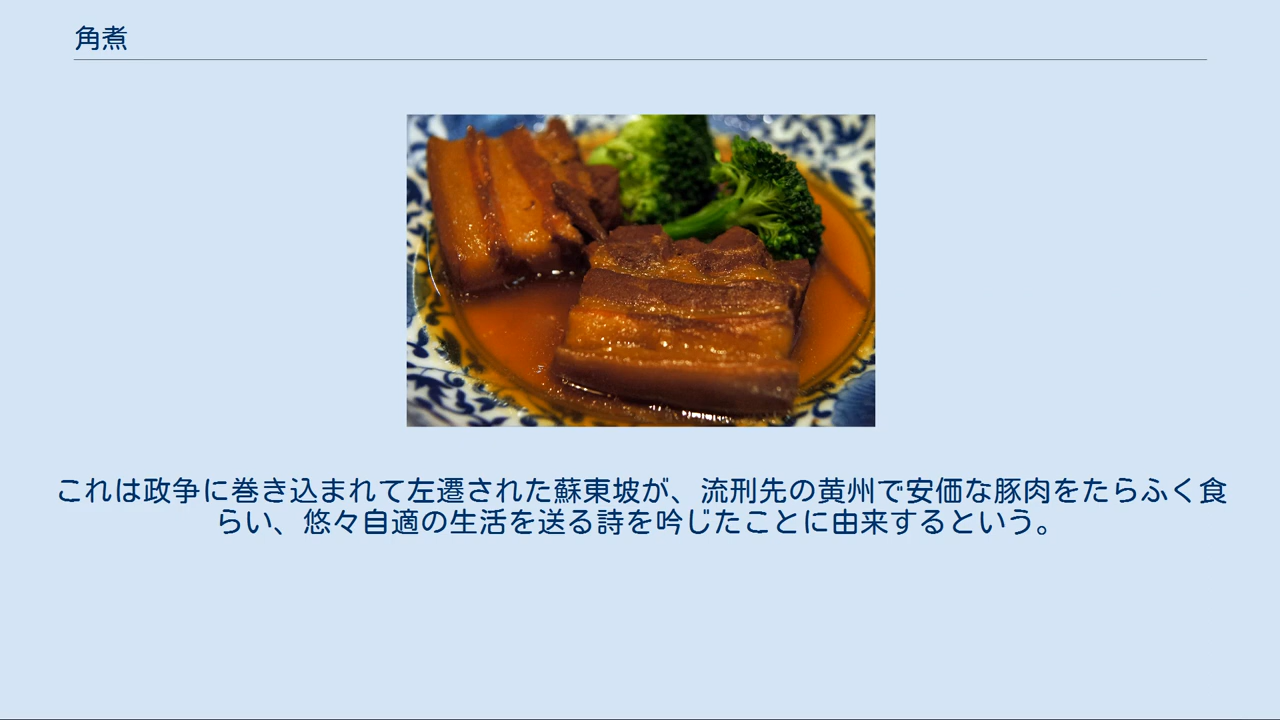 角煮
これは政争に巻き込まれて左遷された蘇東坡が、流刑先の黄州で安価な豚肉をたらふく食
らい、悠々自適の生活を送る詩を吟じたことに由来するという。